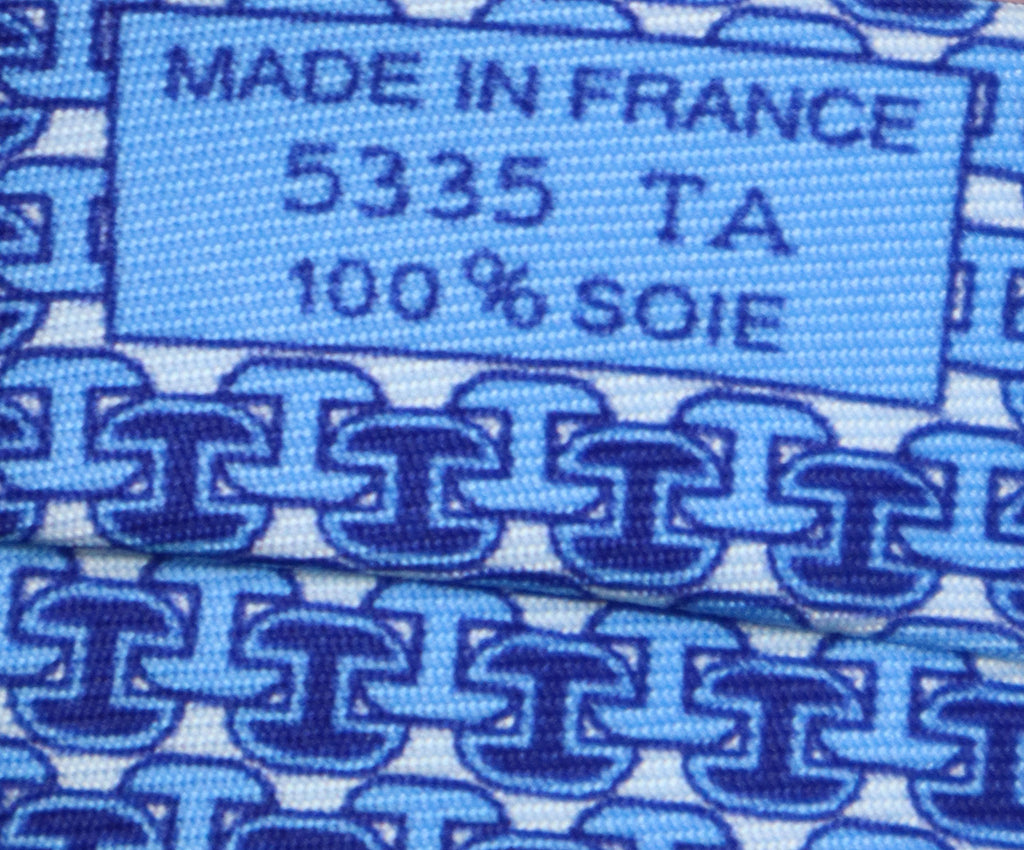 MADE IN FRANCE
5335 TA
100% SOIE